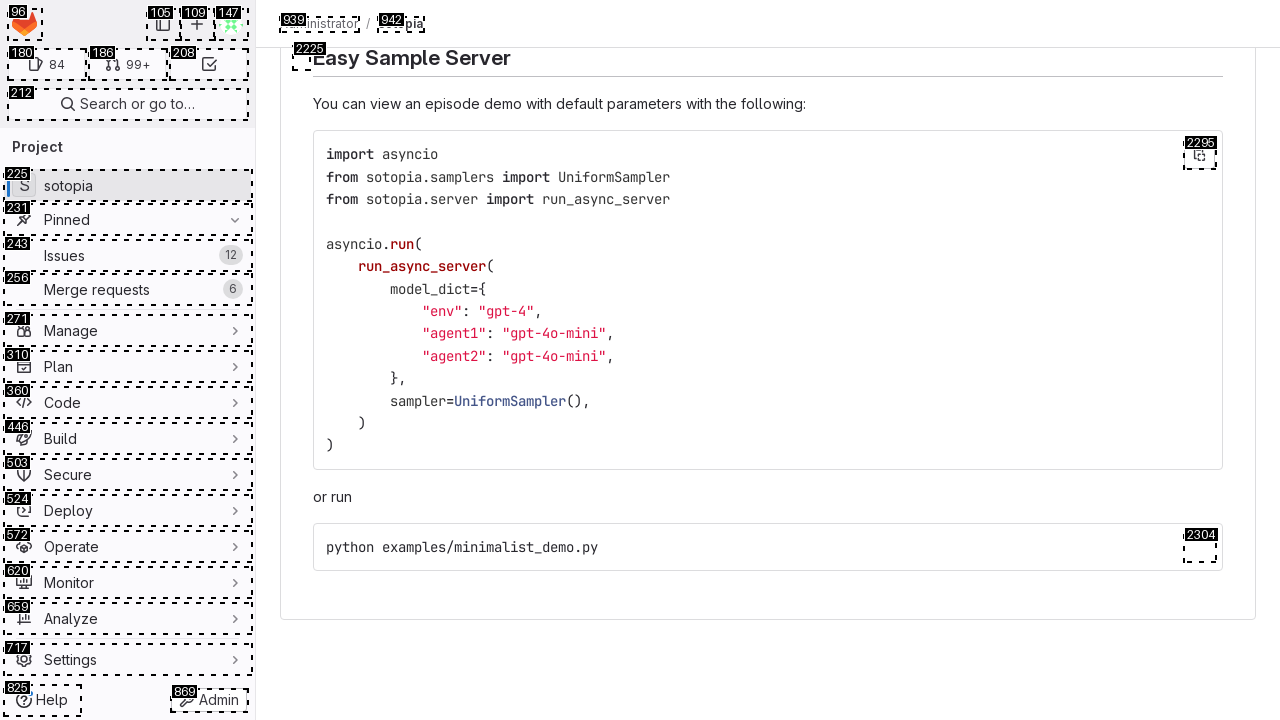 96
105
109
147
180
84
186
99+
208
212
Search or go to…
Project
225
S
sotopia
231
Pinned
243
Issues
12
256
Merge requests
6
271
Manage
310
Plan
360
Code
446
Build
503
Secure
524
Deploy
572
Operate
620
Monitor
659
Analyze
717
Settings
825
Help
869
Admin
939
942
/
2225
Easy Sample Server
You can view an episode demo with default parameters with the following:
2295
import asyncio
from sotopia.samplers import UniformSampler
from sotopia.server import run_async_server
asyncio.run(
run_async_server(
model_dict={
"env": "gpt-4",
"agent1": "gpt-4o-mini",
"agent2": "gpt-4o-mini",
},
sampler=UniformSampler(),
)
)
or run
2304
python examples/minimalist_demo.py